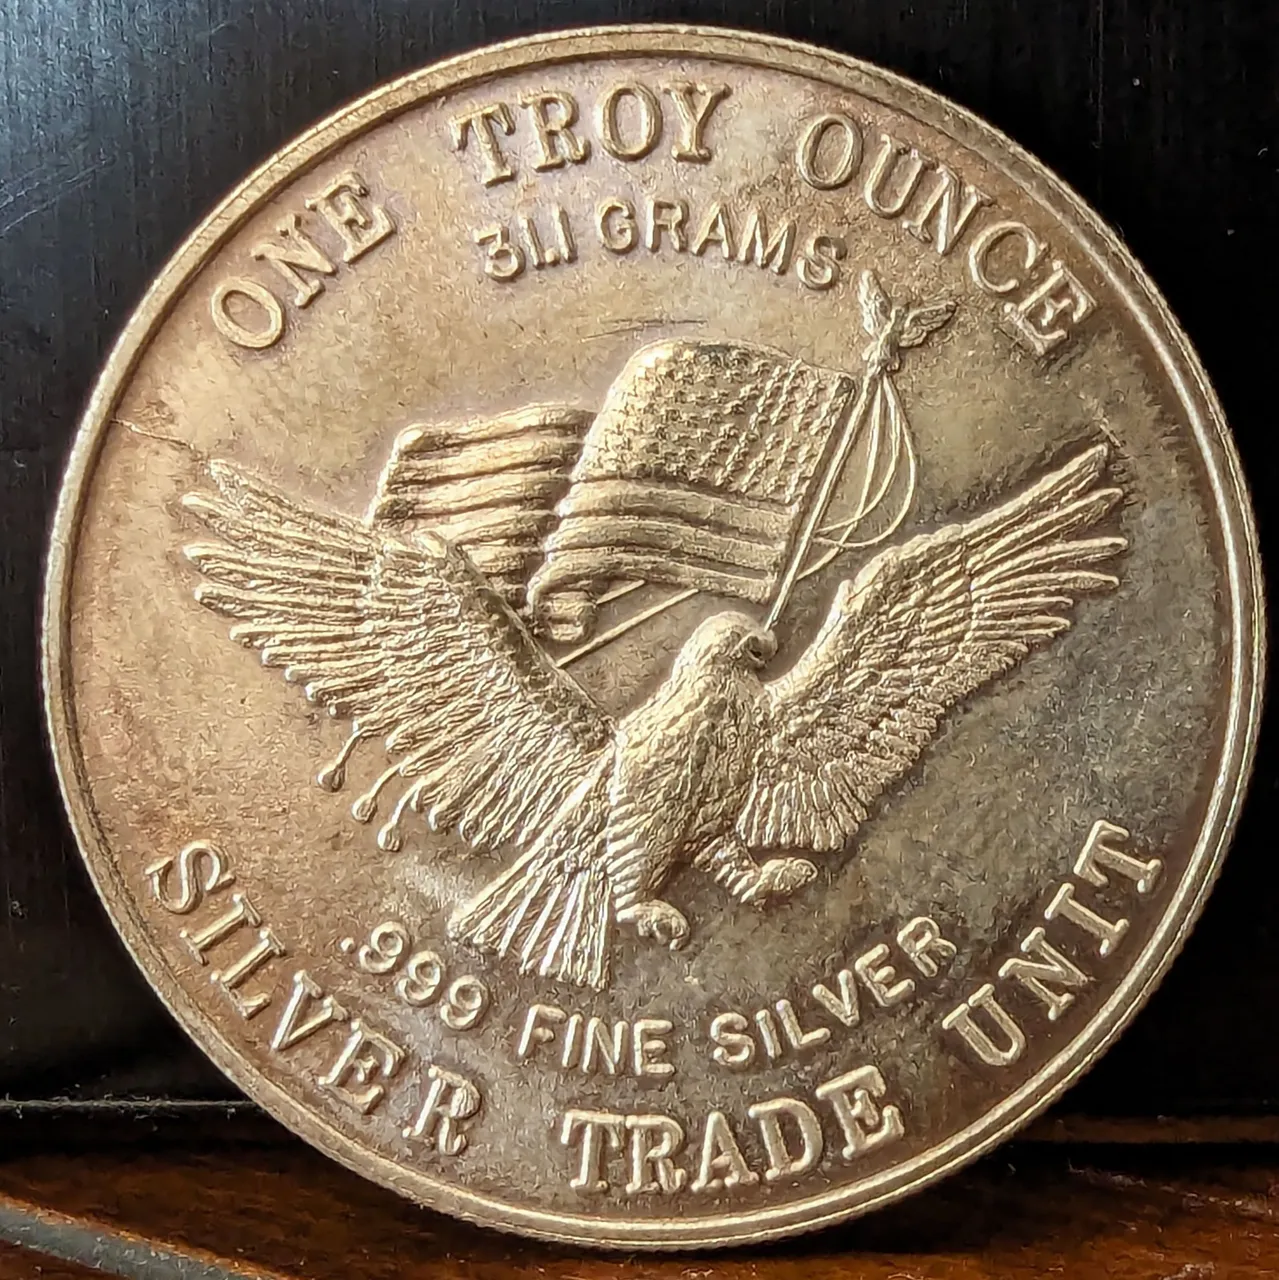 ONE TROY OUNCE
31.1 GRAMS
.999 FINE SILVER
SILVER TRADE UNIT